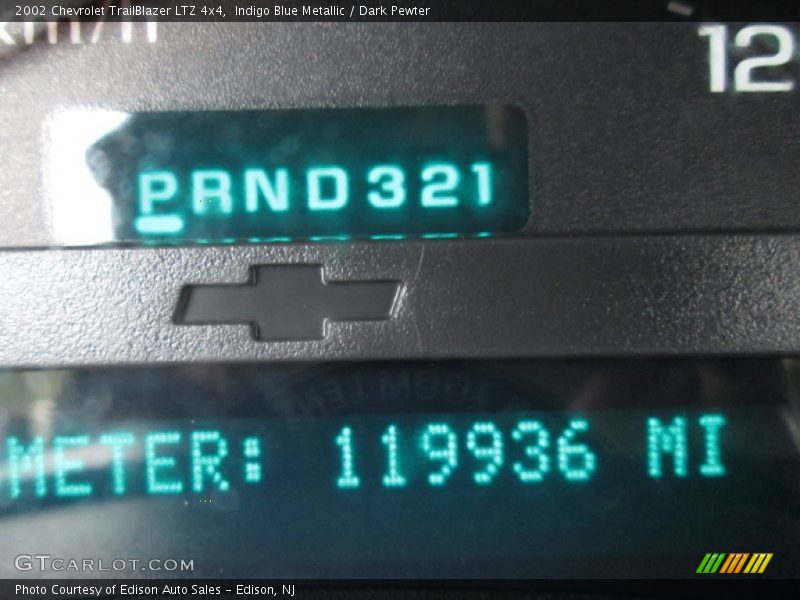 2002 Chevrolet TrailBlazer LTZ 4x4, Indigo Blue Metallic / Dark Pewter
km/h
12
PRND321
METER: 119936 MI
GTCARLOT.COM
Photo Courtesy of Edison Auto Sales – Edison, NJ